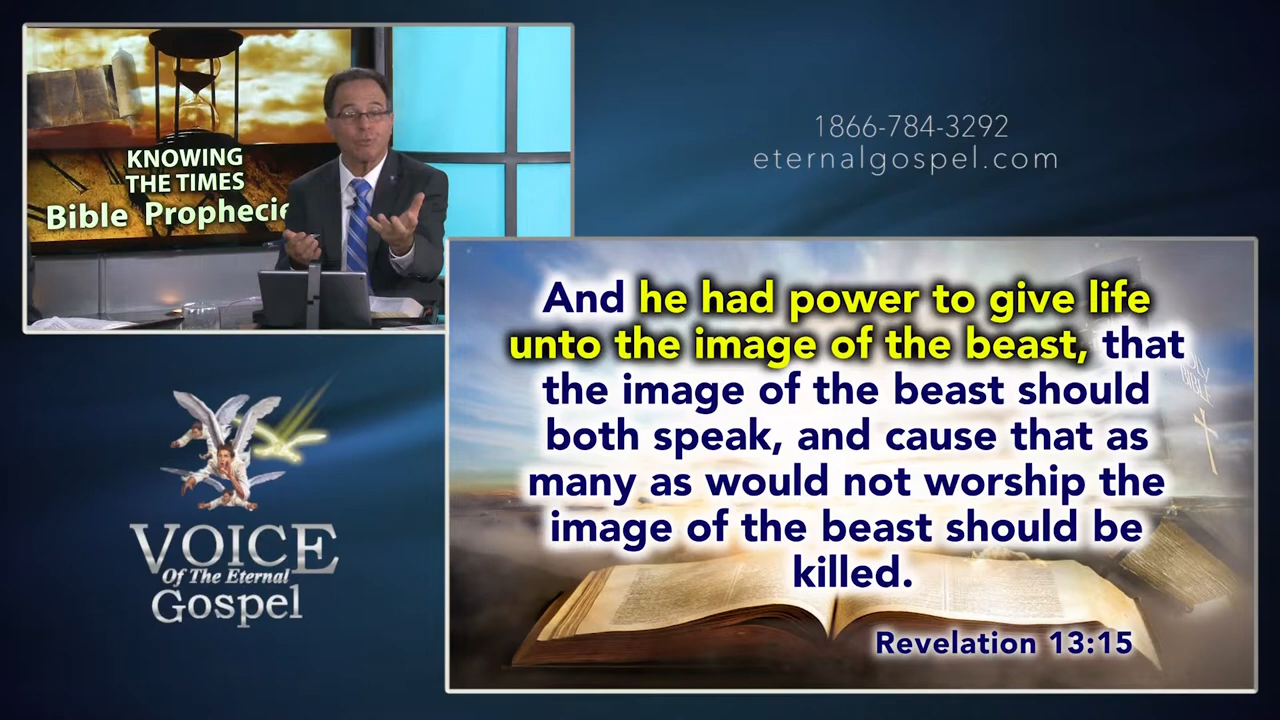 KNOWING
THE TIMES
Bible Prophecie
1866-784-3292
eternalgospel.com
And he had power to give life
unto the image of the beast, that
the image of the beast should
both speak, and cause that as
many as would not worship the
image of the beast should be
killed.
Revelation 13:15
VOICE
Of The Eternal
Gospel
BIBLE